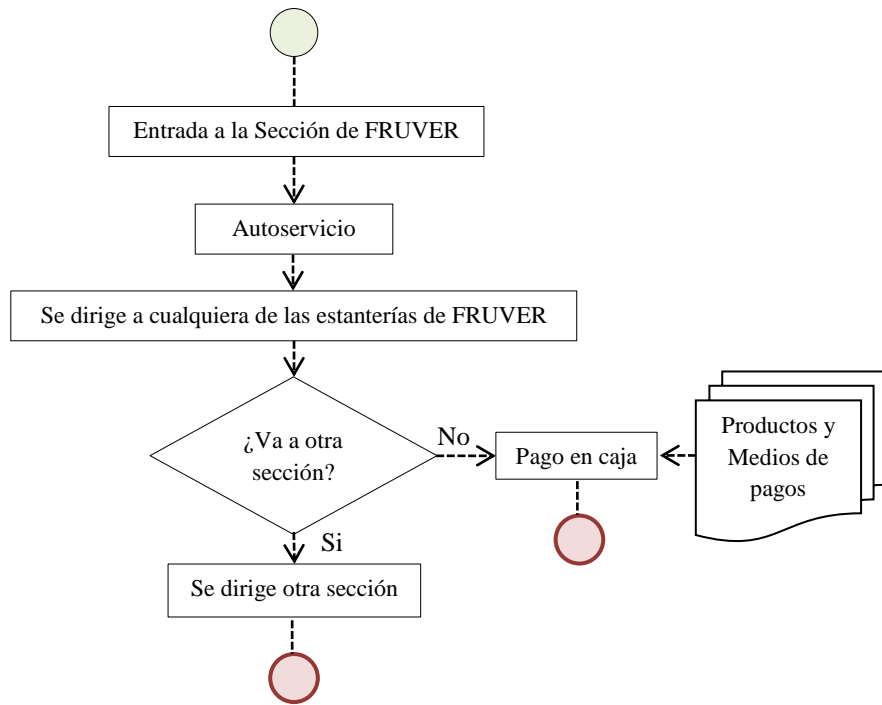 Entrada a la Sección de FRUVER
Autoservicio
Se dirige a cualquiera de las estanterías de FRUVER
¿Va a otra
sección?
No
Pago en caja
Productos y
Medios de
pagos
Si
Se dirige otra sección